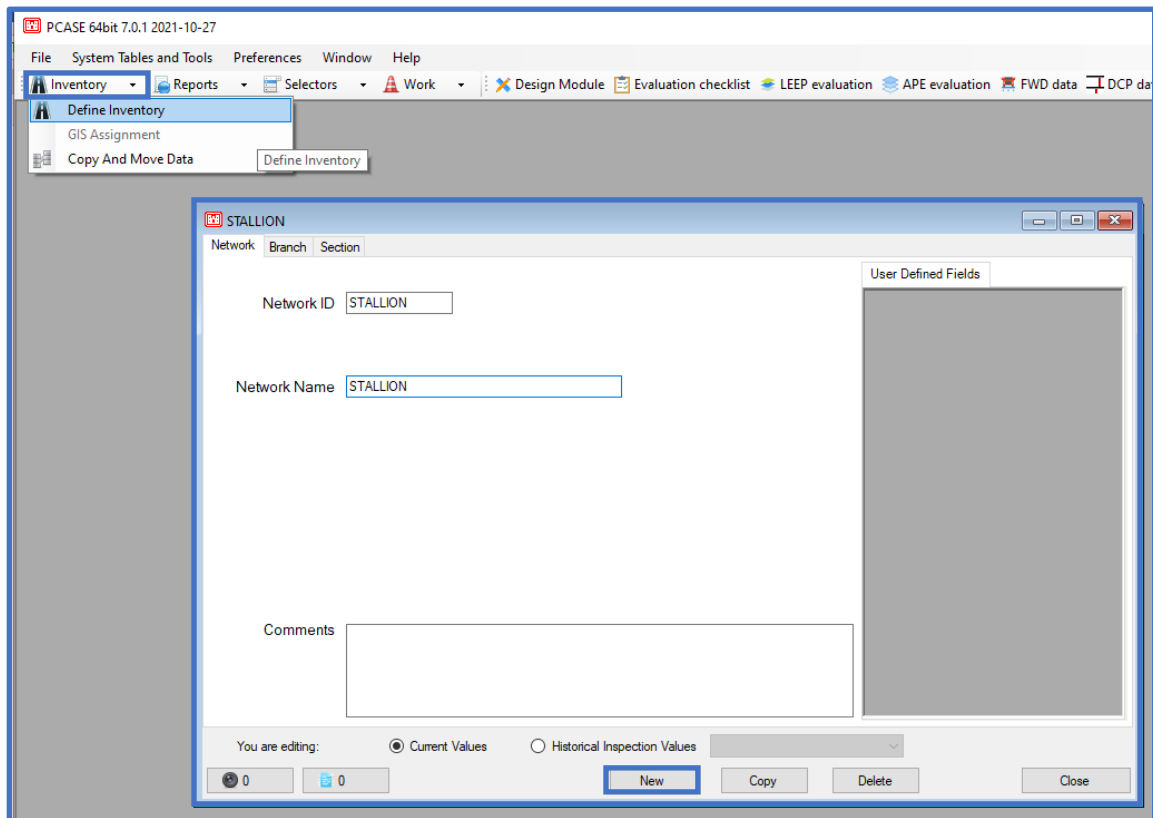 PCASE 64bit 7.0.1 2021-10-27
File System Tables and Tools Preferences Window Help
Inventory Reports Selectors Work Design Module Evaluation checklist LEEP evaluation APE evaluation FWD data DCP da
Define Inventory
GIS Assignment
Copy And Move Data
Define Inventory
STALLION
Network Branch Section
User Defined Fields
Network ID STALLION
Network Name STALLION
Comments
You are editing: Current Values Historical Inspection Values
0 0 New Copy Delete Close